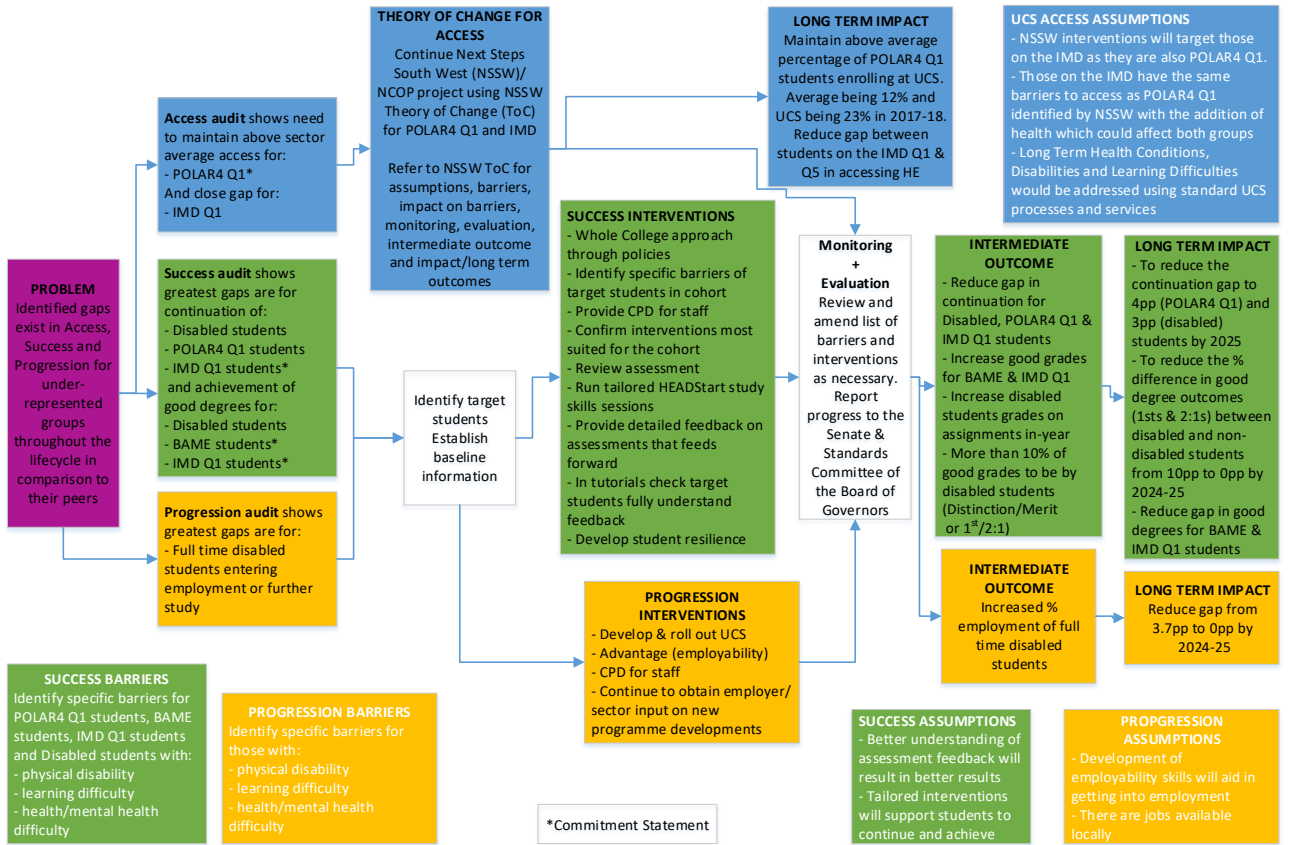 PROBLEM
Identified gaps
exist in Access,
Success and
Progression for
under-
represented
groups
throughout the
lifecycle in
comparison to
their peers
Access audit shows need
to maintain above sector
average access for:
- POLAR4 Q1*
And close gap for:
- IMD Q1
Success audit shows
greatest gaps are for
continuation of:
- Disabled students
- POLAR4 Q1 students
- IMD Q1 students*
and achievement of
good degrees for:
- Disabled students
- BAME students*
- IMD Q1 students*
Progression audit shows
greatest gaps are for:
- Full time disabled
students entering
employment or further
study
THEORY OF CHANGE FOR
ACCESS
Continue Next Steps
South West (NSSW)/
NCOP project using NSSW
Theory of Change (ToC)
for POLAR4 Q1 and IMD
Refer to NSSW ToC for
assumptions, barriers,
impact on barriers,
monitoring, evaluation,
intermediate outcome
and impact/long term
outcomes
Identify target
students
Establish
baseline
information
SUCCESS INTERVENTIONS
- Whole College approach
through policies
- Identify specific barriers of
target students in cohort
- Provide CPD for staff
- Confirm interventions most
suited for the cohort
- Review assessment
- Run tailored HEADStart study
skills sessions
- Provide detailed feedback on
assessments that feeds
forward
- In tutorials check target
students fully understand
feedback
- Develop student resilience
PROGRESSION
INTERVENTIONS
- Develop & roll out UCS
- Advantage (employability)
- CPD for staff
- Continue to obtain employer/
sector input on new
programme developments
LONG TERM IMPACT
Maintain above average
percentage of POLAR4 Q1
students enrolling at UCS.
Average being 12% and
UCS being 23% in 2017-18.
Reduce gap between
students on the IMD Q1 &
Q5 in accessing HE
Monitoring
+
Evaluation
Review and
amend list of
barriers and
interventions
as necessary.
Report
progress to the
Senate &
Standards
Committee of
the Board of
Governors
UCS ACCESS ASSUMPTIONS
- NSSW interventions will target those
on the IMD as they are also POLAR4 Q1.
- Those on the IMD have the same
barriers to access as POLAR4 Q1
identified by NSSW with the addition of
health which could affect both groups
- Long Term Health Conditions,
Disabilities and Learning Difficulties
would be addressed using standard UCS
processes and services
INTERMEDIATE
OUTCOME
- Reduce gap in
continuation for
Disabled, POLAR4 Q1 &
IMD Q1 students
- Increase good grades
for BAME & IMD Q1
- Increase disabled
students grades on
assignments in-year
- More than 10% of
good grades to be by
disabled students
(Distinction/Merit
or 1st/2:1)
LONG TERM IMPACT
- To reduce the
continuation gap to
4pp (POLAR4 Q1) and
3pp (disabled)
students by 2025
- To reduce the %
difference in good
degree outcomes
(1sts & 2:1s) between
disabled and non-
disabled students
from 10pp to 0pp by
2024-25
- Reduce gap in good
degrees for BAME &
IMD Q1 students
INTERMEDIATE
OUTCOME
Increased %
employment of full
time disabled
students
LONG TERM IMPACT
Reduce gap from
3.7pp to 0pp by
2024-25
SUCCESS BARRIERS
Identify specific barriers for
POLAR4 Q1 students, BAME
students, IMD Q1 students
and Disabled students with:
- physical disability
- learning difficulty
- health/mental health
difficulty
PROGRESSION BARRIERS
Identify specific barriers for
those with:
- physical disability
- learning difficulty
- health/mental health
difficulty
*Commitment Statement
SUCCESS ASSUMPTIONS
- Better understanding of
assessment feedback will
result in better results
- Tailored interventions
will support students to
continue and achieve
PROPGRESSION
ASSUMPTIONS
- Development of
employability skills will aid in
getting into employment
- There are jobs available
locally